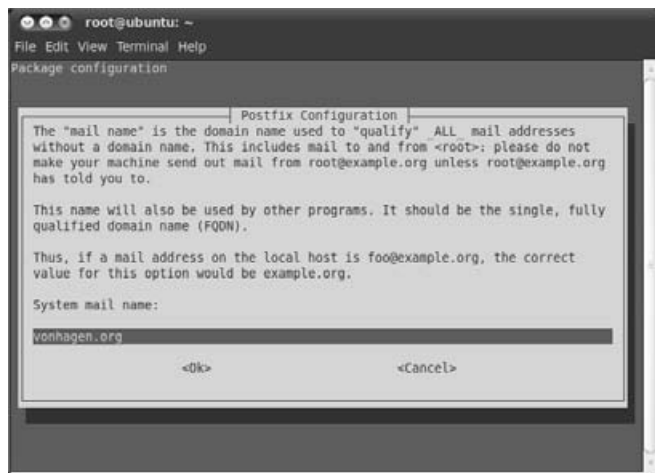 root@ubuntu: ~
File Edit View Terminal Help
Package configuration
Postfix Configuration
The "mail name" is the domain name used to "qualify" _ALL_ mail addresses
without a domain name. This includes mail to and from <root>: please do not
make your machine send out mail from root@example.org unless root@example.org
has told you to.
This name will also be used by other programs. It should be the single, fully
qualified domain name (FQDN).
Thus, if a mail address on the local host is foo@example.org, the correct
value for this option would be example.org.
System mail name:
vonhagen.org
<Ok> <Cancel>